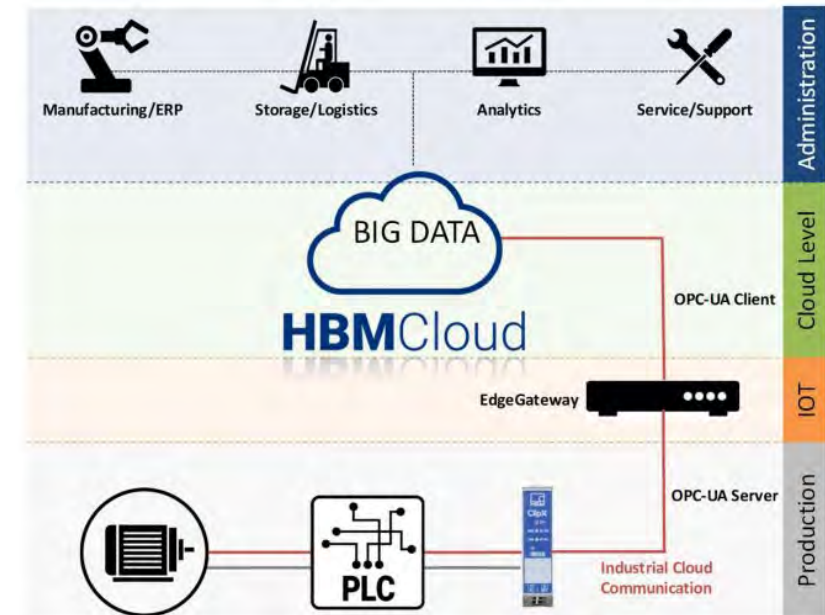 Manufacturing/ERP
Storage/Logistics
Analytics
Service/Support
Administration
BIG DATA
HBMCloud
OPC-UA Client
Cloud Level
EdgeGateway
IOT
OPC-UA Server
ClipX
PLC
Industrial Cloud
Communication
Production